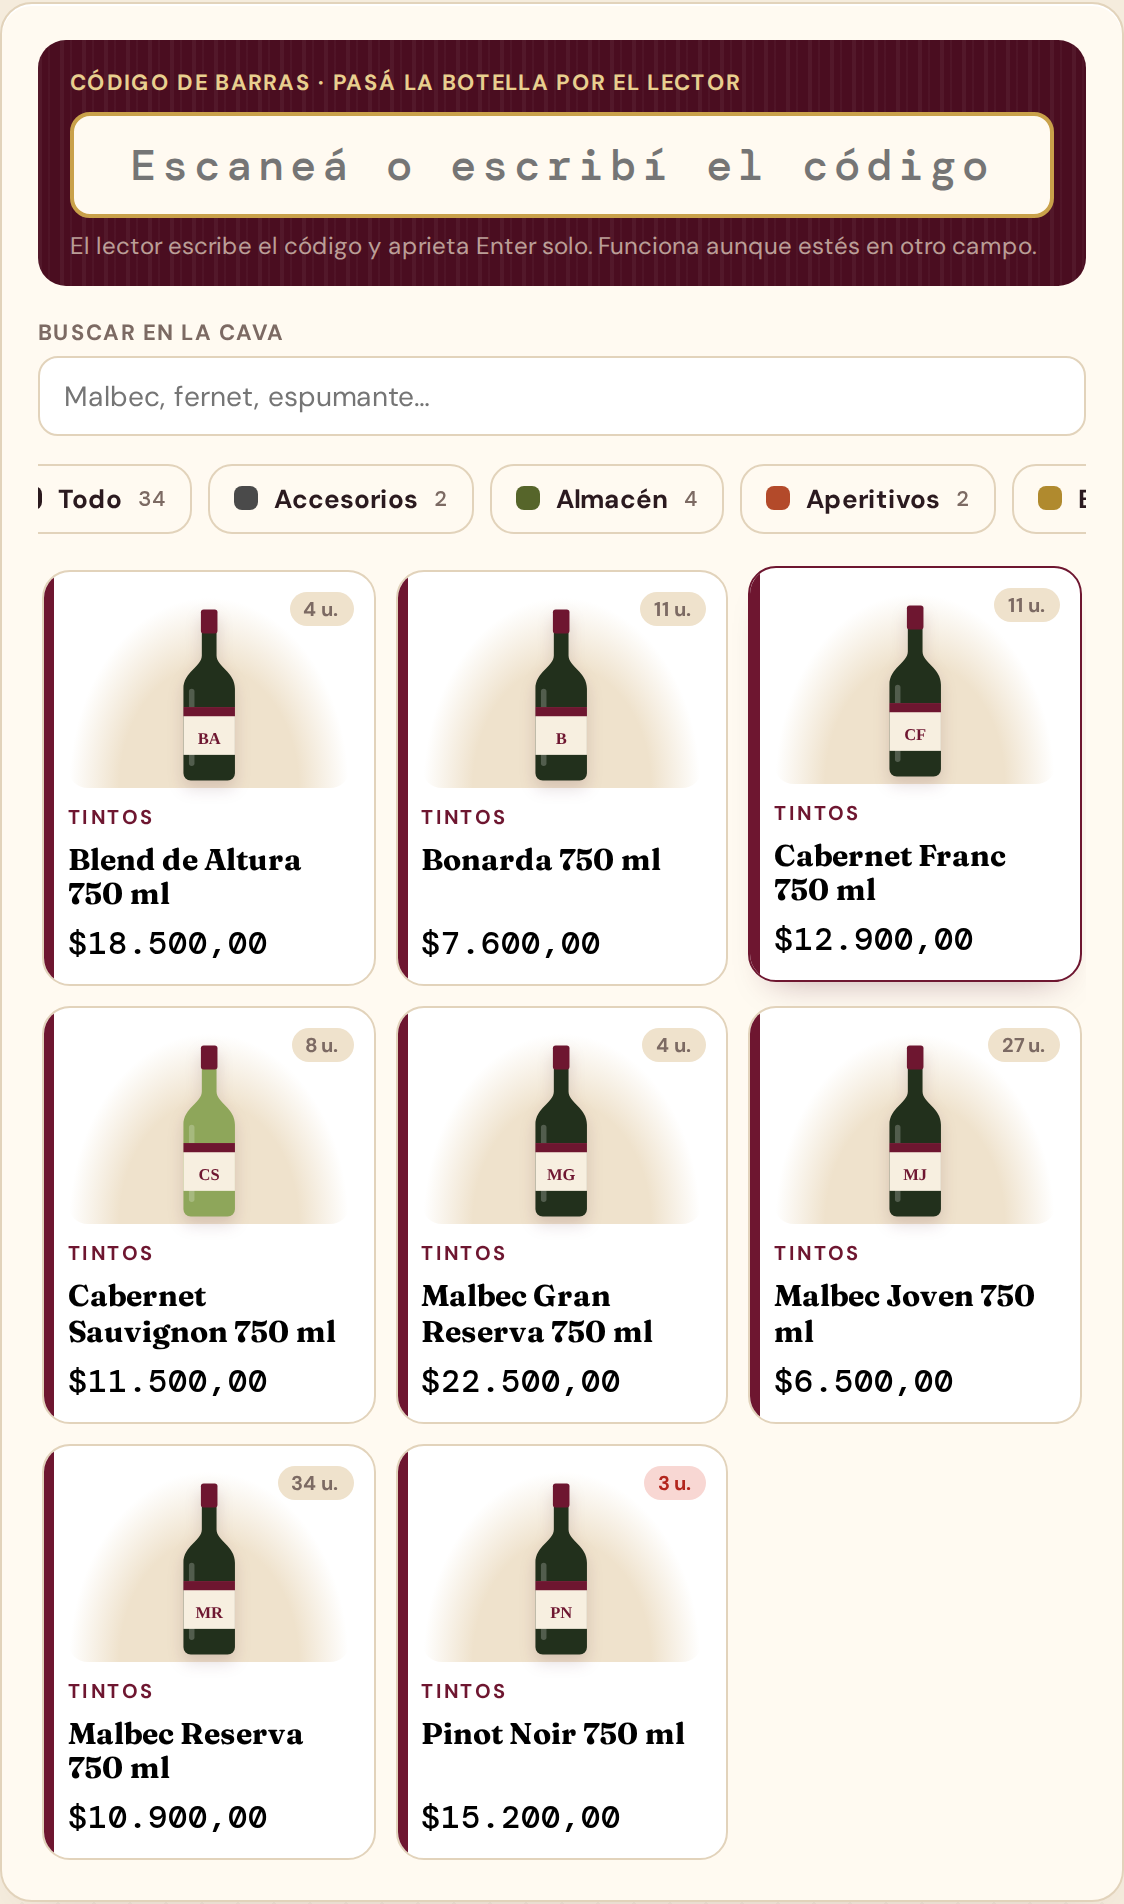 CÓDIGO DE BARRAS · PASÁ LA BOTELLA POR EL LECTOR
Escaneá o escribí el código
El lector escribe el código y aprieta Enter solo. Funciona aunque estés en otro campo.
BUSCAR EN LA CAVA
Malbec, fernet, espumante...
Todo 34
Accesorios 2
Almacén 4
Aperitivos 2
4 u.
BA
TINTOS
Blend de Altura
750 ml
$18.500,00
11 u.
B
TINTOS
Bonarda 750 ml
$7.600,00
11 u.
CF
TINTOS
Cabernet Franc
750 ml
$12.900,00
8 u.
CS
TINTOS
Cabernet
Sauvignon 750 ml
$11.500,00
4 u.
MG
TINTOS
Malbec Gran
Reserva 750 ml
$22.500,00
27 u.
MJ
TINTOS
Malbec Joven 750
ml
$6.500,00
34 u.
MR
TINTOS
Malbec Reserva
750 ml
$10.900,00
3 u.
PN
TINTOS
Pinot Noir 750 ml
$15.200,00